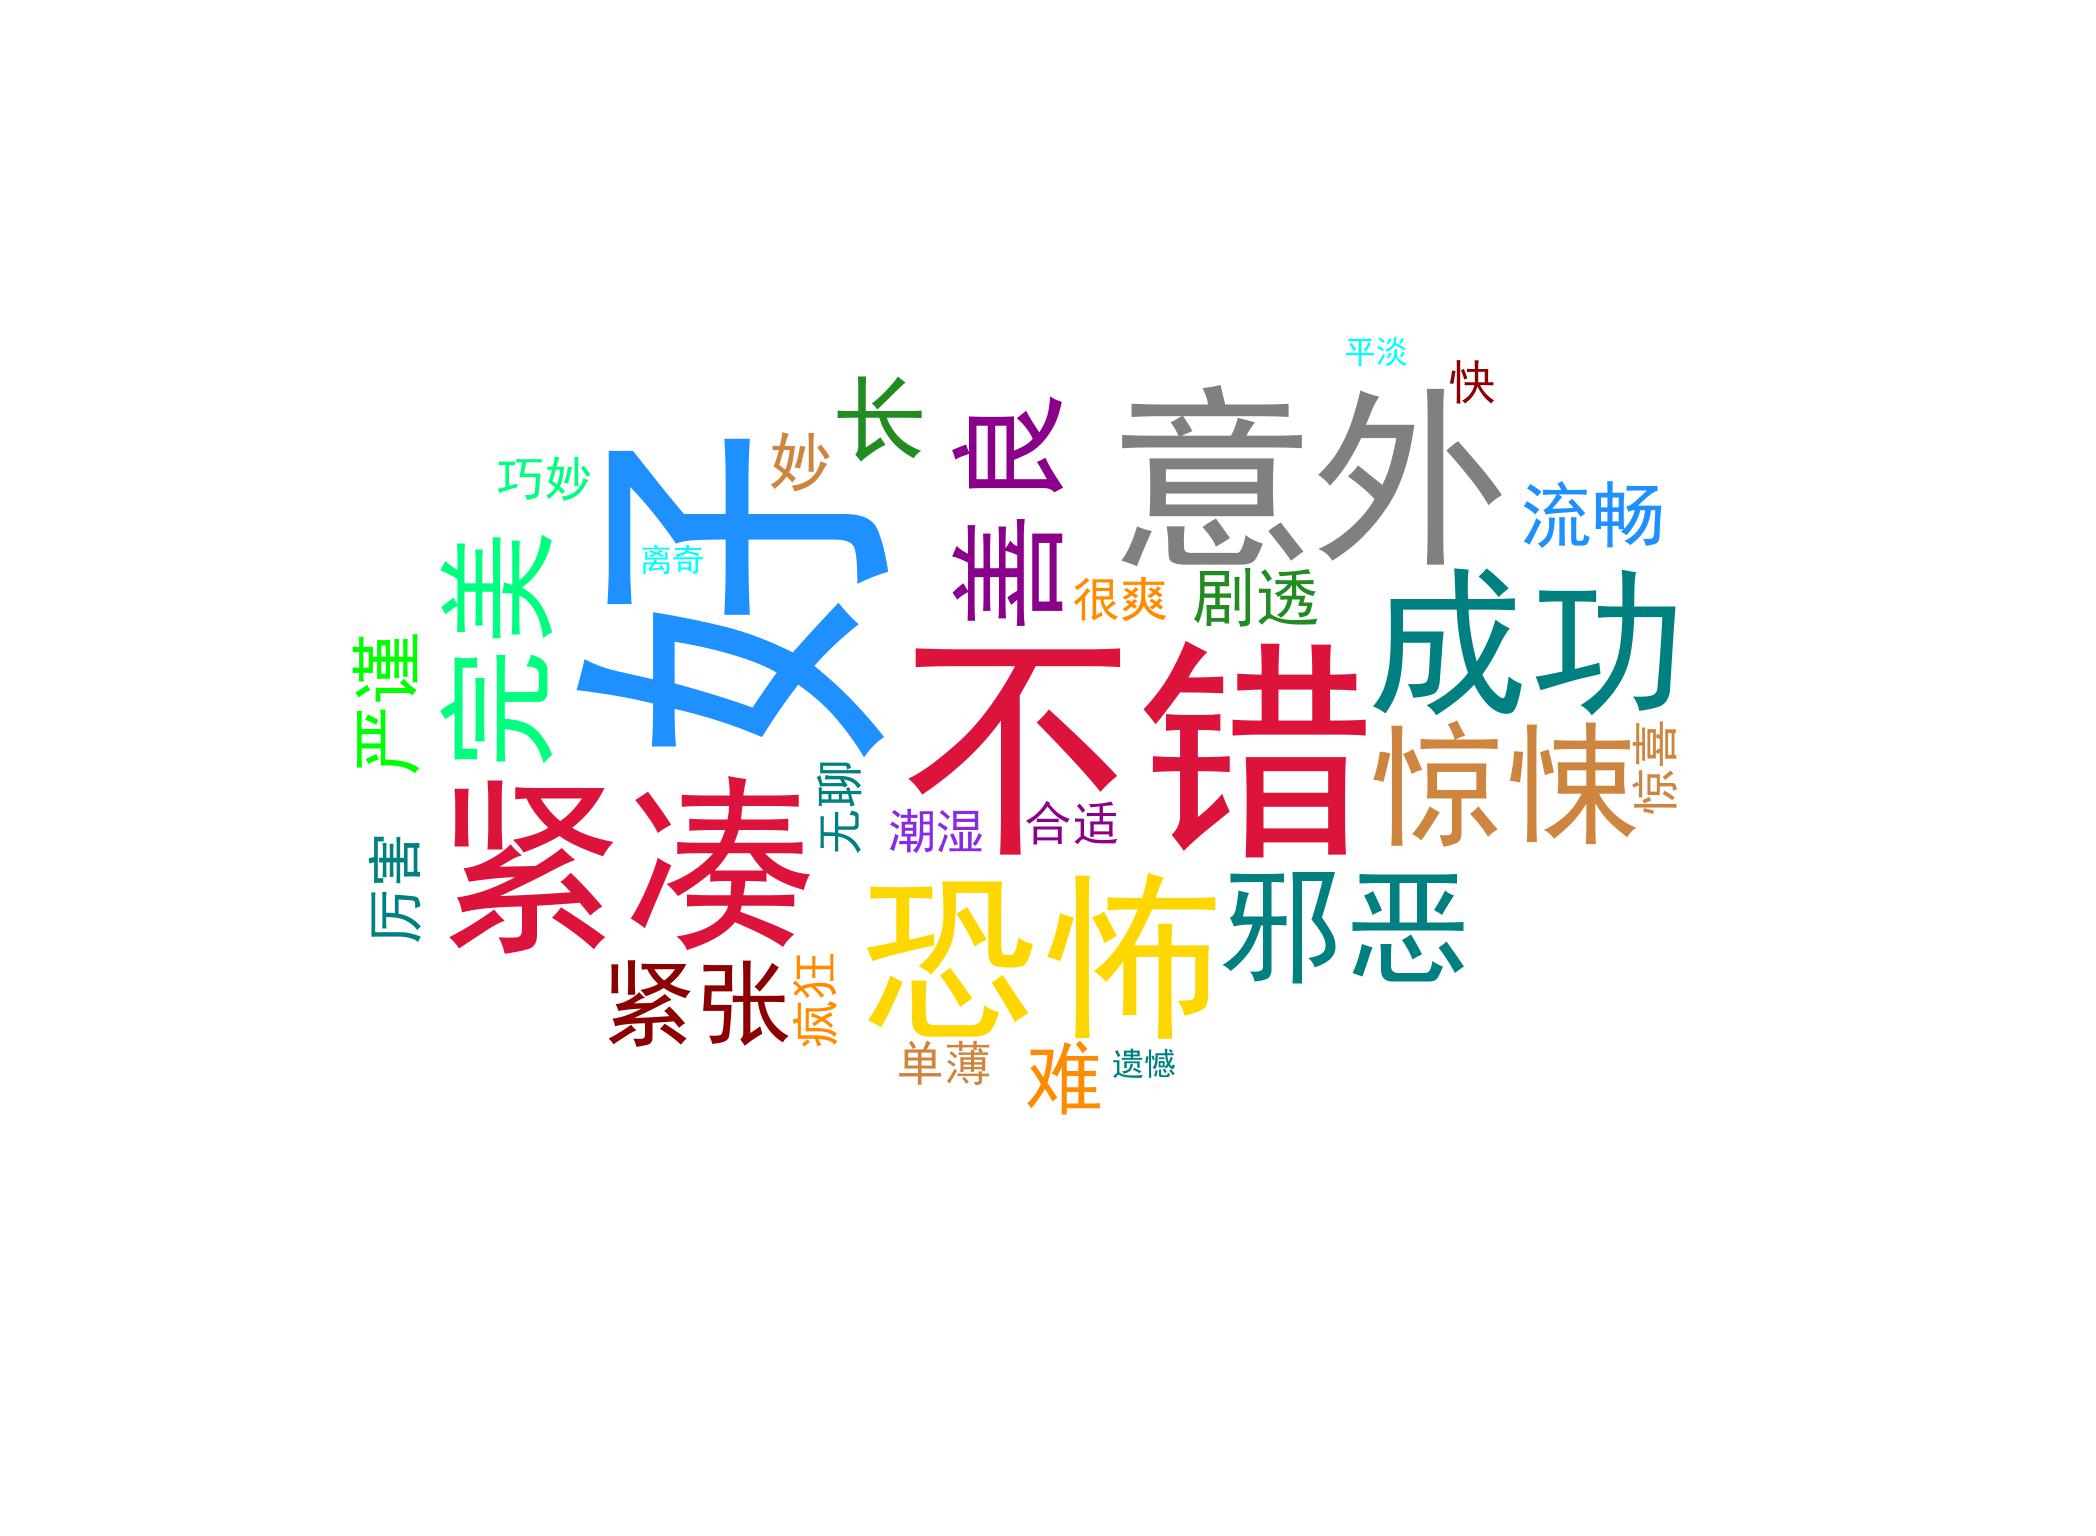 平淡
快
长
意外
善良
妙
巧妙
好
流畅
离奇
完美
很爽
剧透
成功
严谨
不错
惊悚
惊喜
无聊
潮湿
合适
紧凑
厉害
恐怖
邪恶
紧张
疯狂
单薄
难
遗憾